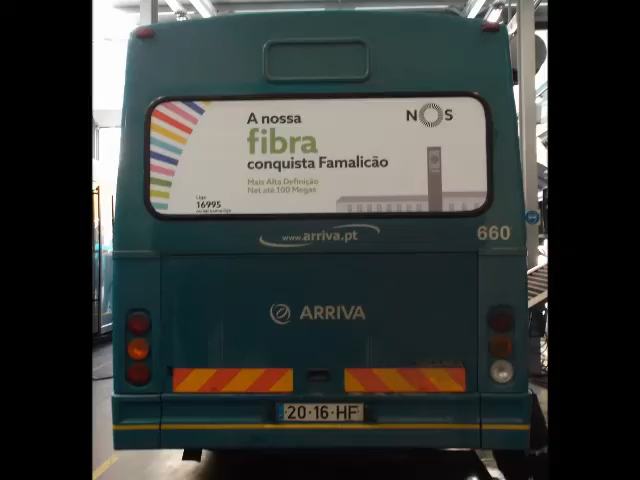 A nossa
fibra
conquista Famalicão
Mais Alta Definição
Net até 100 Megas
NOS
Liga
16995
www.arriva.pt
660
ARRIVA
20·16·HF